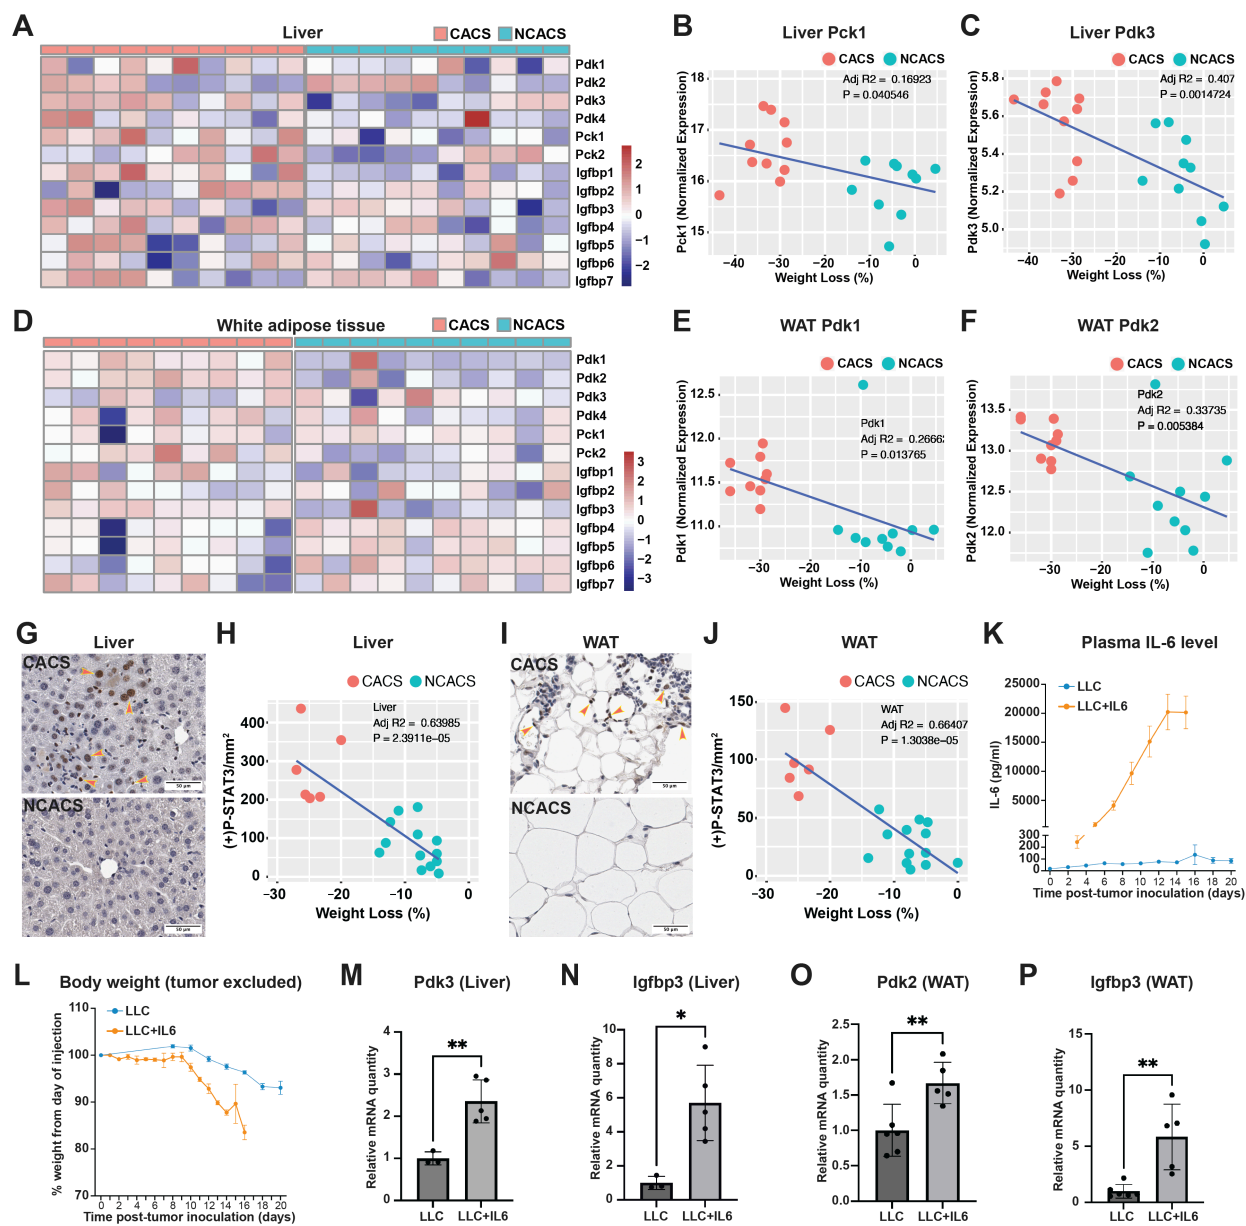 A
Liver
CACS NCACS
Pdk1
Pdk2
Pdk3
Pdk4
Pck1
Pck2
Igfbp1
Igfbp2
Igfbp3
Igfbp4
Igfbp5
Igfbp6
Igfbp7
2
1
0
−1
−2
B
Liver Pck1
CACS NCACS
Adj R2 = 0.16923
P = 0.040546
Pck1 (Normalized Expression)
18
17
16
15
−40 −30 −20 −10 0
Weight Loss (%)
C
Liver Pdk3
CACS NCACS
Adj R2 = 0.407
P = 0.0014724
Pdk3 (Normalized Expression)
5.8
5.6
5.4
5.2
5.0
−40 −30 −20 −10 0
Weight Loss (%)
D
White adipose tissue
CACS NCACS
Pdk1
Pdk2
Pdk3
Pdk4
Pck1
Pck2
Igfbp1
Igfbp2
Igfbp3
Igfbp4
Igfbp5
Igfbp6
Igfbp7
3
2
1
0
−1
−2
−3
E
WAT Pdk1
CACS NCACS
Pdk1
Adj R2 = 0.2666
P = 0.013765
Pdk1 (Normalized Expression)
12.5
12.0
11.5
11.0
−30 −20 −10 0
Weight Loss (%)
F
WAT Pdk2
CACS NCACS
Pdk2
Adj R2 = 0.33735
P = 0.005384
Pdk2 (Normalized Expression)
13.5
13.0
12.5
12.0
−30 −20 −10 0
Weight Loss (%)
G
Liver
CACS
50 µm
NCACS
50 µm
H
Liver
CACS NCACS
Liver
Adj R2 = 0.63985
P = 2.3911e−05
(+)P-STAT3/mm²
400
300
200
100
0
−30 −20 −10 0
Weight Loss (%)
I
WAT
CACS
50 µm
NCACS
50 µm
J
WAT
CACS NCACS
WAT
Adj R2 = 0.66407
P = 1.3038e−05
(+)P-STAT3/mm²
150
100
50
0
−30 −20 −10 0
Weight Loss (%)
K
Plasma IL-6 level
LLC
LLC+IL6
IL-6 (pg/ml)
25000
20000
15000
10000
5000
300
200
100
0
0 2 4 6 8 10 12 14 16 18 20
Time post-tumor inoculation (days)
L
Body weight (tumor excluded)
LLC
LLC+IL6
% weight from day of injection
110
100
90
80
70
0 2 4 6 8 10 12 14 16 18 20
Time post-tumor inoculation (days)
M
Pdk3 (Liver)
**
Relative mRNA quantity
4
3
2
1
0
LLC LLC+IL6
N
Igfbp3 (Liver)
*
Relative mRNA quantity
10
8
6
4
2
0
LLC LLC+IL6
O
Pdk2 (WAT)
**
Relative mRNA quantity
2.5
2.0
1.5
1.0
0.5
0.0
LLC LLC+IL6
P
Igfbp3 (WAT)
**
Relative mRNA quantity
15
10
5
0
LLC LLC+IL6